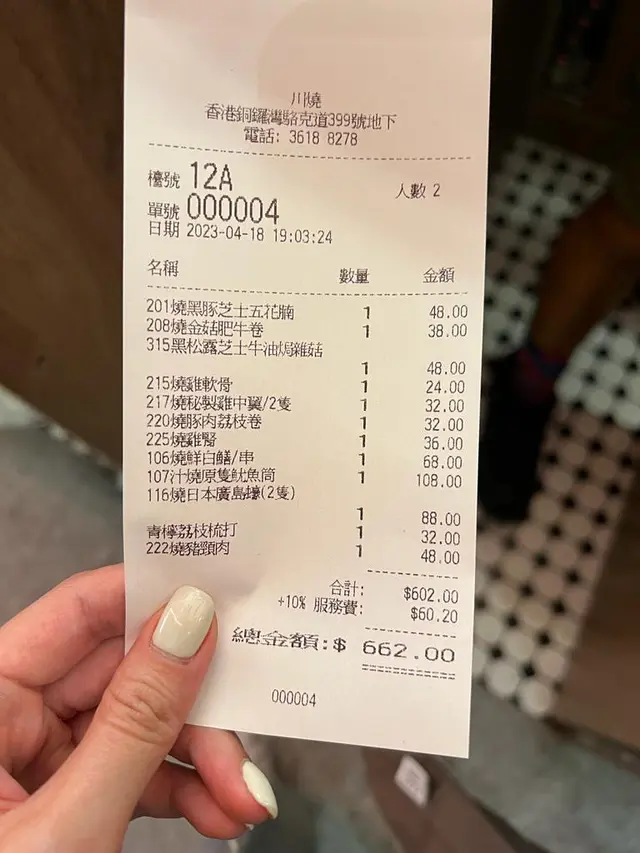 川燒
香港銅鑼灣駱克道399號地下
電話: 3618 8278
檯號 12A 人數 2
單號 000004
日期 2023-04-18 19:03:24
名稱 數量 金額
201燒黑豚芝士五花腩 1 48.00
208燒金菇肥牛卷 1 38.00
315黑松露芝士牛油焗雜菇
1 48.00
215燒雞軟骨 1 24.00
217燒秘製雞中翼/2隻 1 32.00
220燒豚肉荔枝卷 1 32.00
225燒雞腎 1 36.00
106燒鮮白鱔/串 1 68.00
107汁燒原隻魷魚筒 1 108.00
116燒日本廣島蠔(2隻)
1 88.00
青檸荔枝梳打 1 32.00
222燒豬頸肉 1 48.00
合計: $602.00
+10% 服務費: $60.20
總金額:$ 662.00
000004